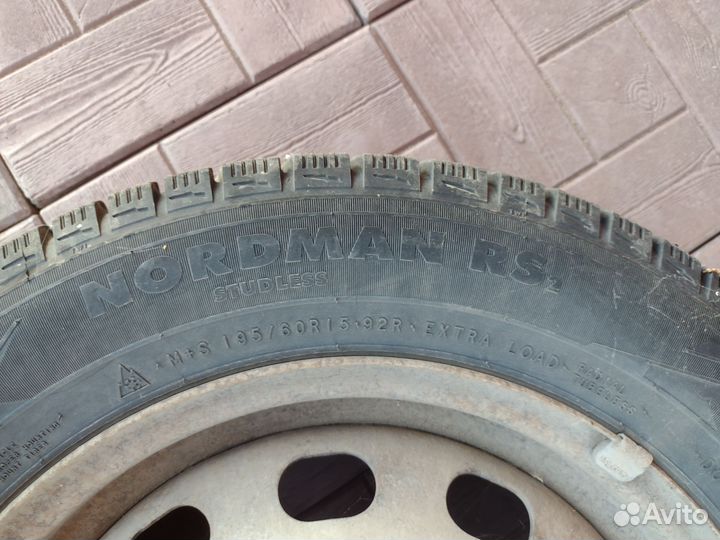 NORDMAN RS2
STUDLESS
M+S 195/60R15 92R EXTRA LOAD RADIAL
TUBELESS
Avito